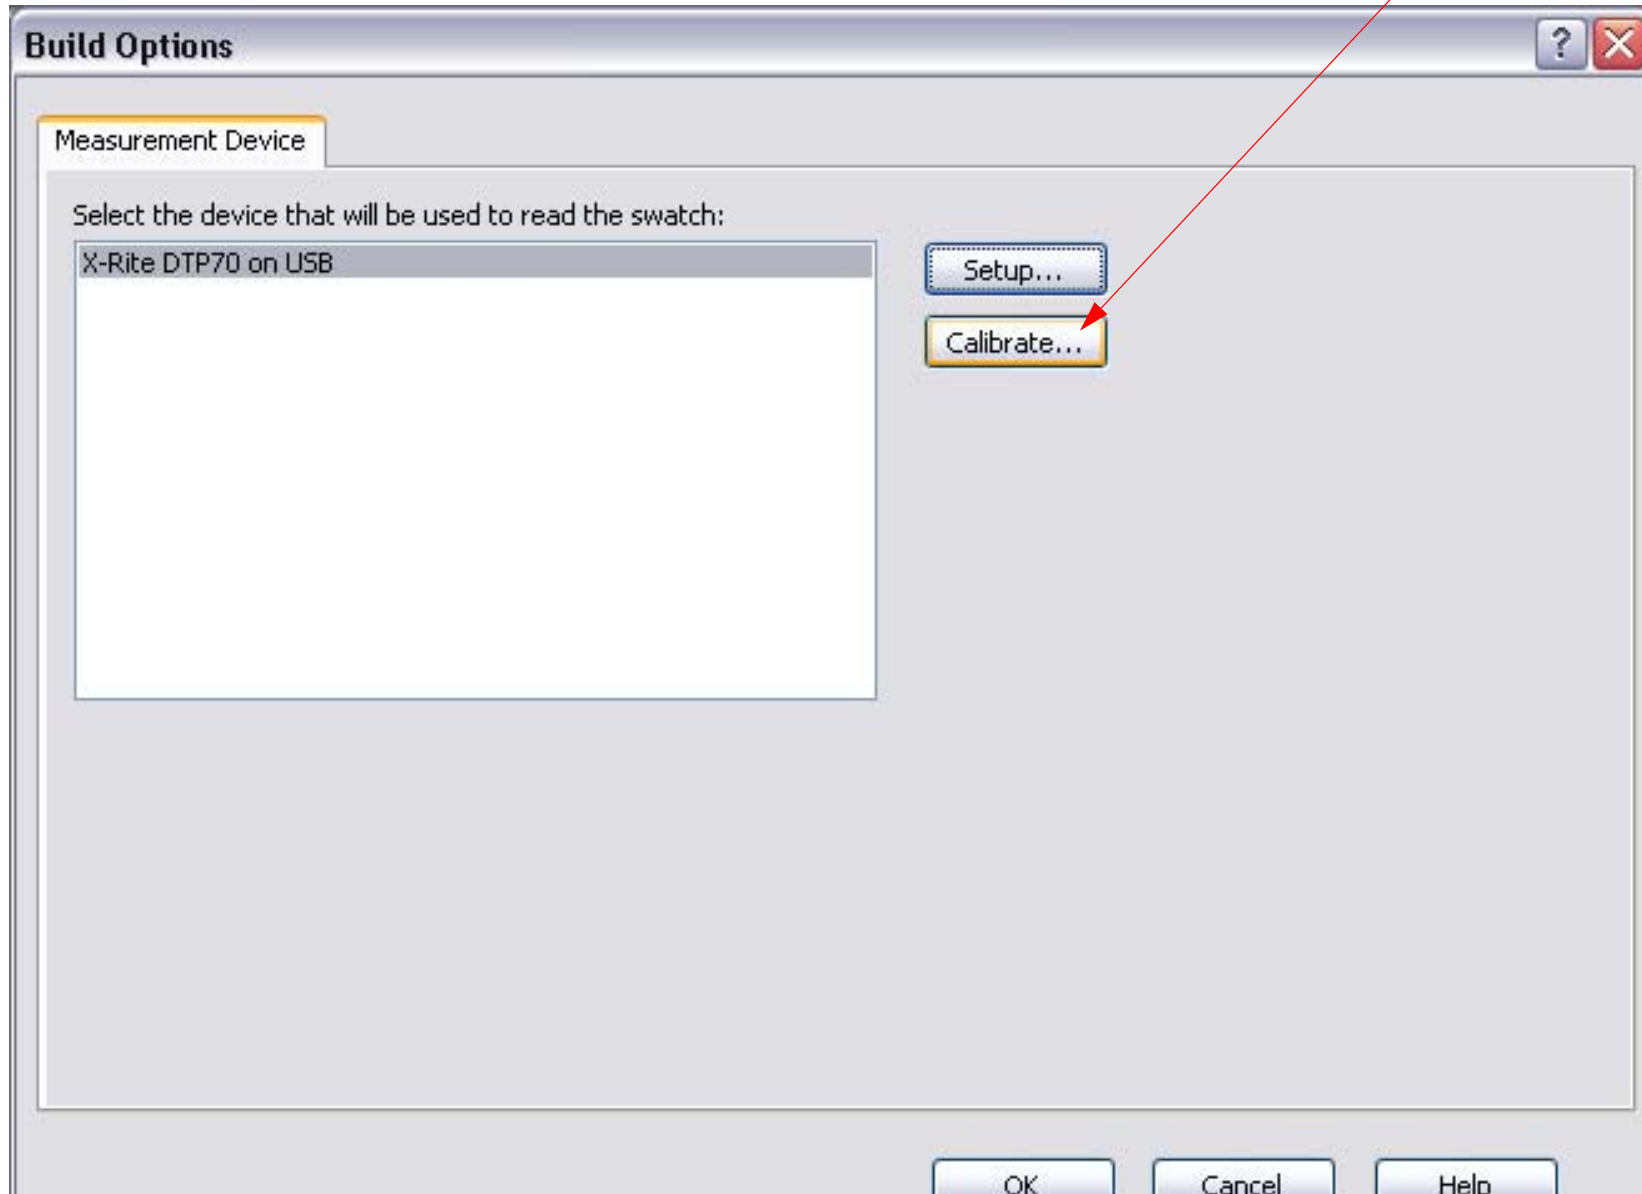 Build Options
?
Measurement Device
Select the device that will be used to read the swatch:
X-Rite DTP70 on USB
Setup...
Calibrate...
OK
Cancel
Help